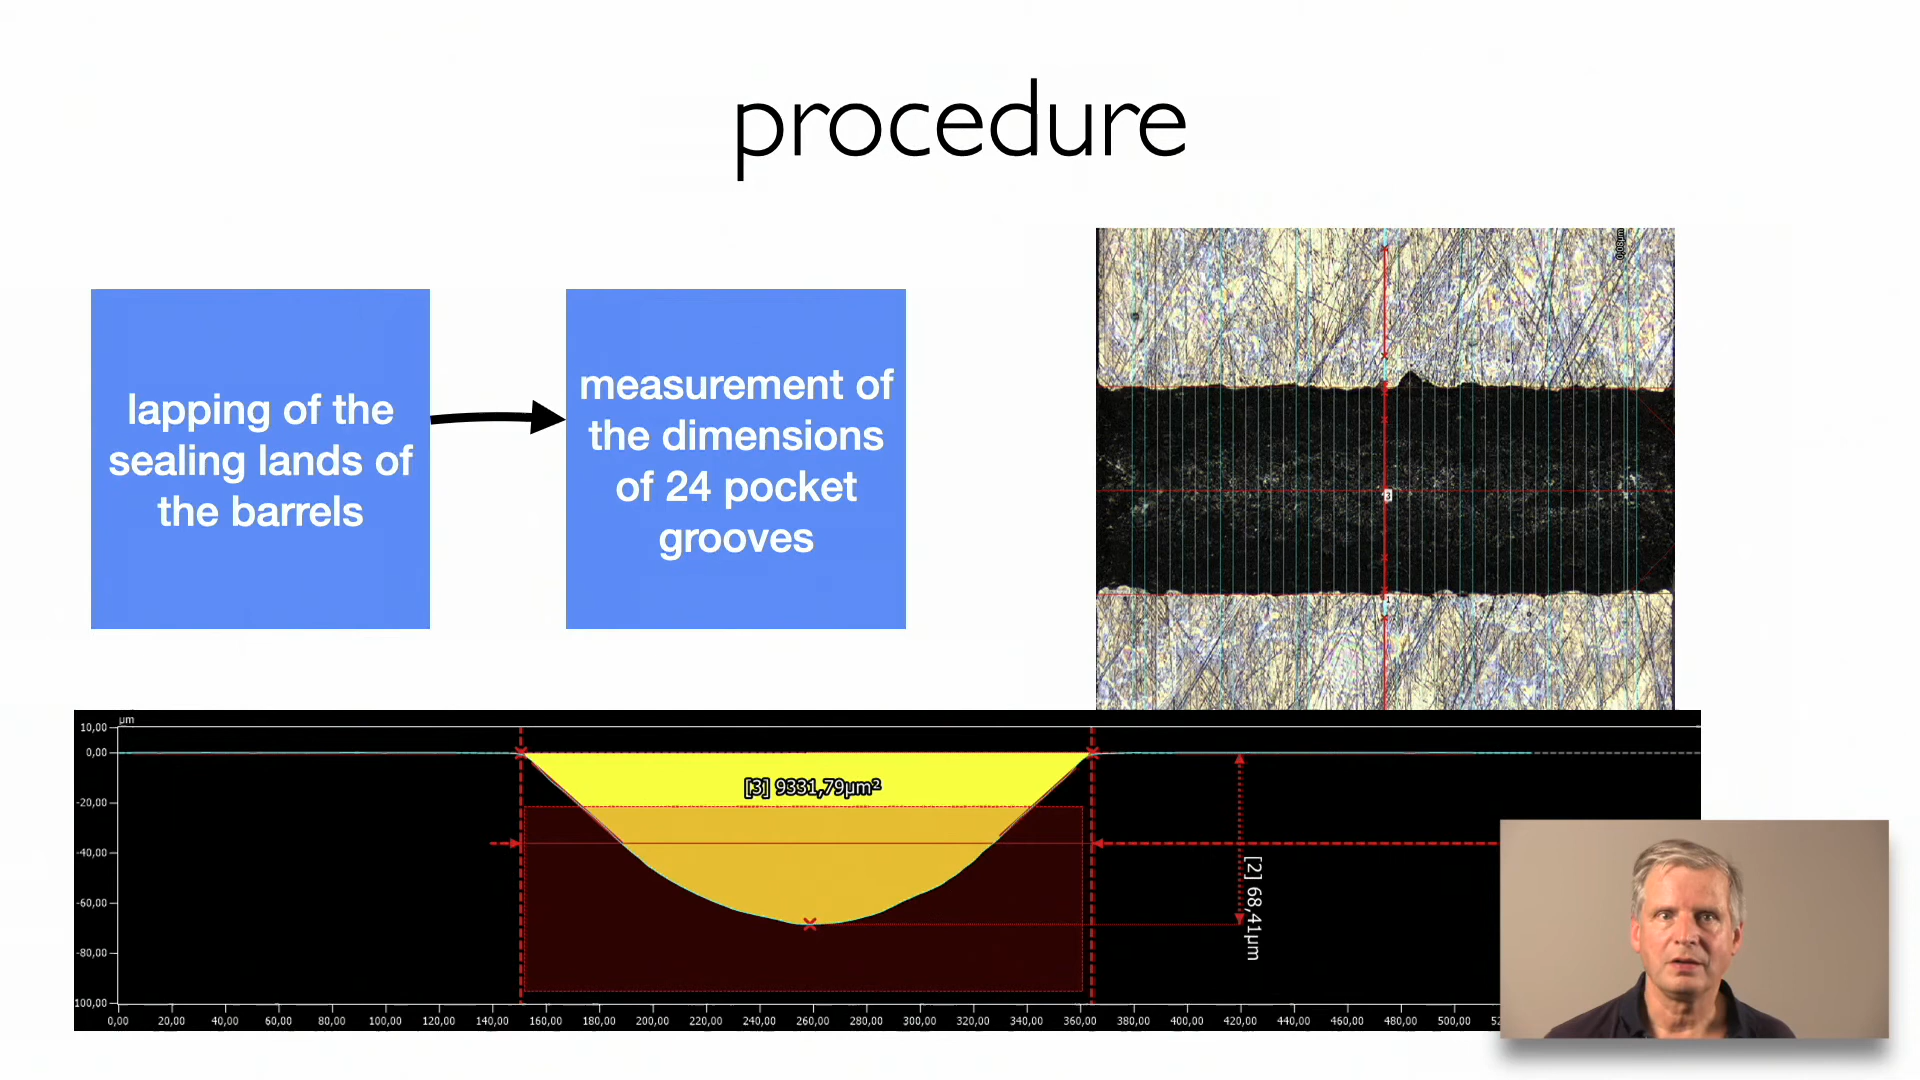 procedure
lapping of the
sealing lands of
the barrels
measurement of
the dimensions
of 24 pocket
grooves
3
µm
10,00
0,00
-20,00
-40,00
-60,00
-80,00
100,00
[3] 9331,79µm²
[2] 68,41µm
0,00 20,00 40,00 60,00 80,00 100,00 120,00 140,00 160,00 180,00 200,00 220,00 240,00 260,00 280,00 300,00 320,00 340,00 360,00 380,00 400,00 420,00 440,00 460,00 480,00 500,00